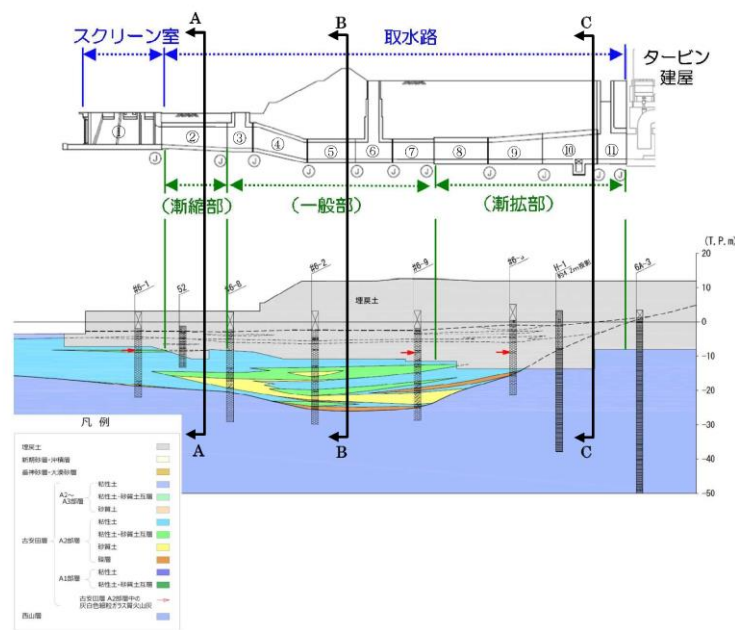 A
B
C
スクリーン室
取水路
タービン
建屋
①
②
③
④
⑤
⑥
⑦
⑧
⑨
⑩
⑪
J J J J J J J J J J
(漸縮部)
(一般部)
(漸拡部)
(T.P.m)
20
10
0
-10
-20
-30
-40
-50
#6-1
S2
#6-2
H-1
6A-3
埋戻土
A
B
C
凡 例
埋戻土
新期砂層・沖積層
番神砂層・大湊砂層
古安田層
A2~
A3部層
粘性土
粘性土・砂質土互層
砂質土
A2部層
粘性土
粘性土・砂質土互層
砂質土
礫層
A1部層
粘性土
粘性土・砂質土互層
古安田層 A2部層中の
灰白色細粒ガラス質火山灰
西山層